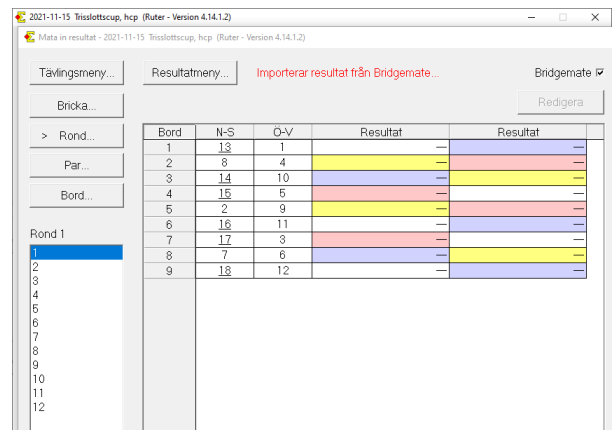 2021-11-15 Trisslottscup, hcp (Ruter - Version 4.14.1.2)
Mata in resultat - 2021-11-15 Trisslottscup, hcp (Ruter - Version 4.14.1.2)
Tävlingsmeny... Resultatmeny... Importerar resultat från Bridgemate... Bridgemate
Bricka... Redigera
> Rond...
Par...
Bord...
Bord N-S Ö-V Resultat Resultat
1 13 1 — —
2 8 4 — —
3 14 10 — —
4 15 5 — —
5 2 9 — —
6 16 11 — —
7 17 3 — —
8 7 6 — —
9 18 12 — —
Rond 1
1
2
3
4
5
6
7
8
9
10
11
12